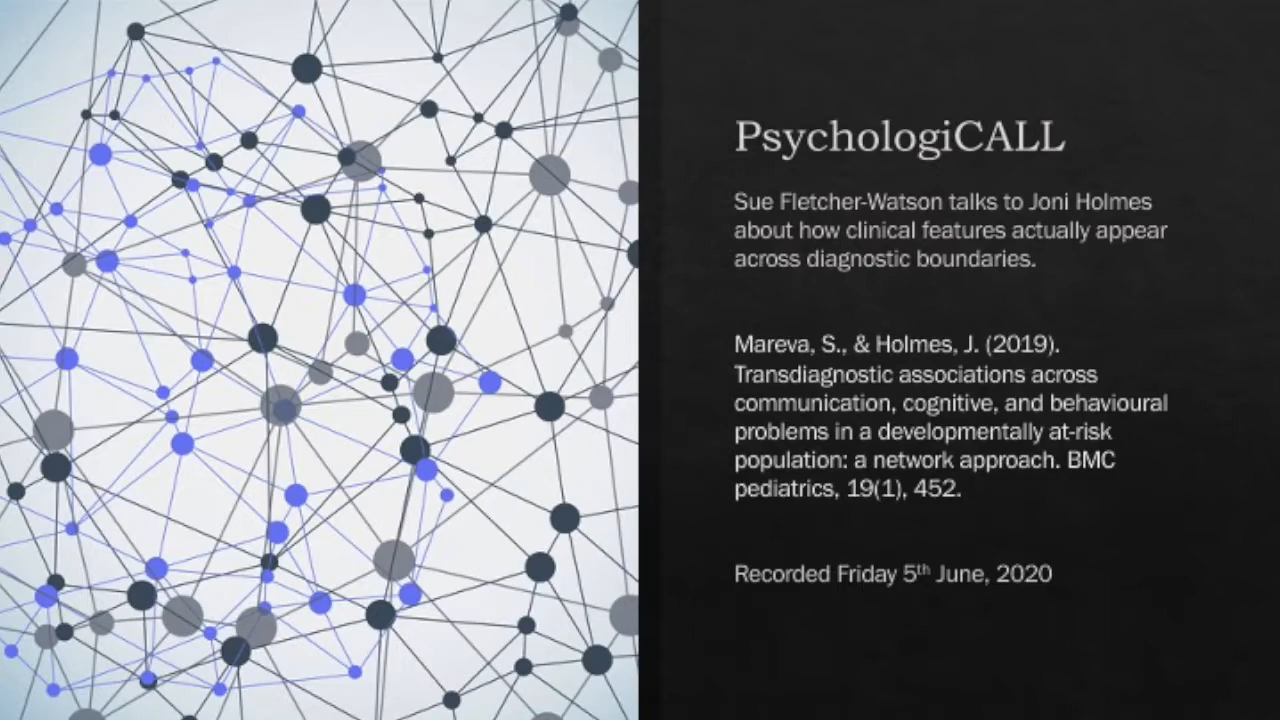 PsychologiCALL
Sue Fletcher-Watson talks to Joni Holmes
about how clinical features actually appear
across diagnostic boundaries.
Mareva, S., & Holmes, J. (2019).
Transdiagnostic associations across
communication, cognitive, and behavioural
problems in a developmentally at-risk
population: a network approach. BMC
pediatrics, 19(1), 452.
Recorded Friday 5th June, 2020